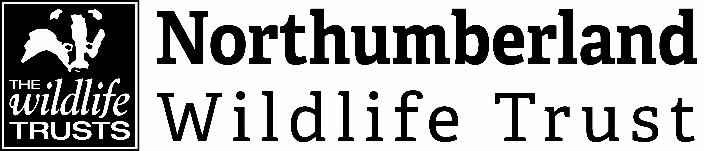 THE
wildlife
TRUSTS
Northumberland
Wildlife Trust